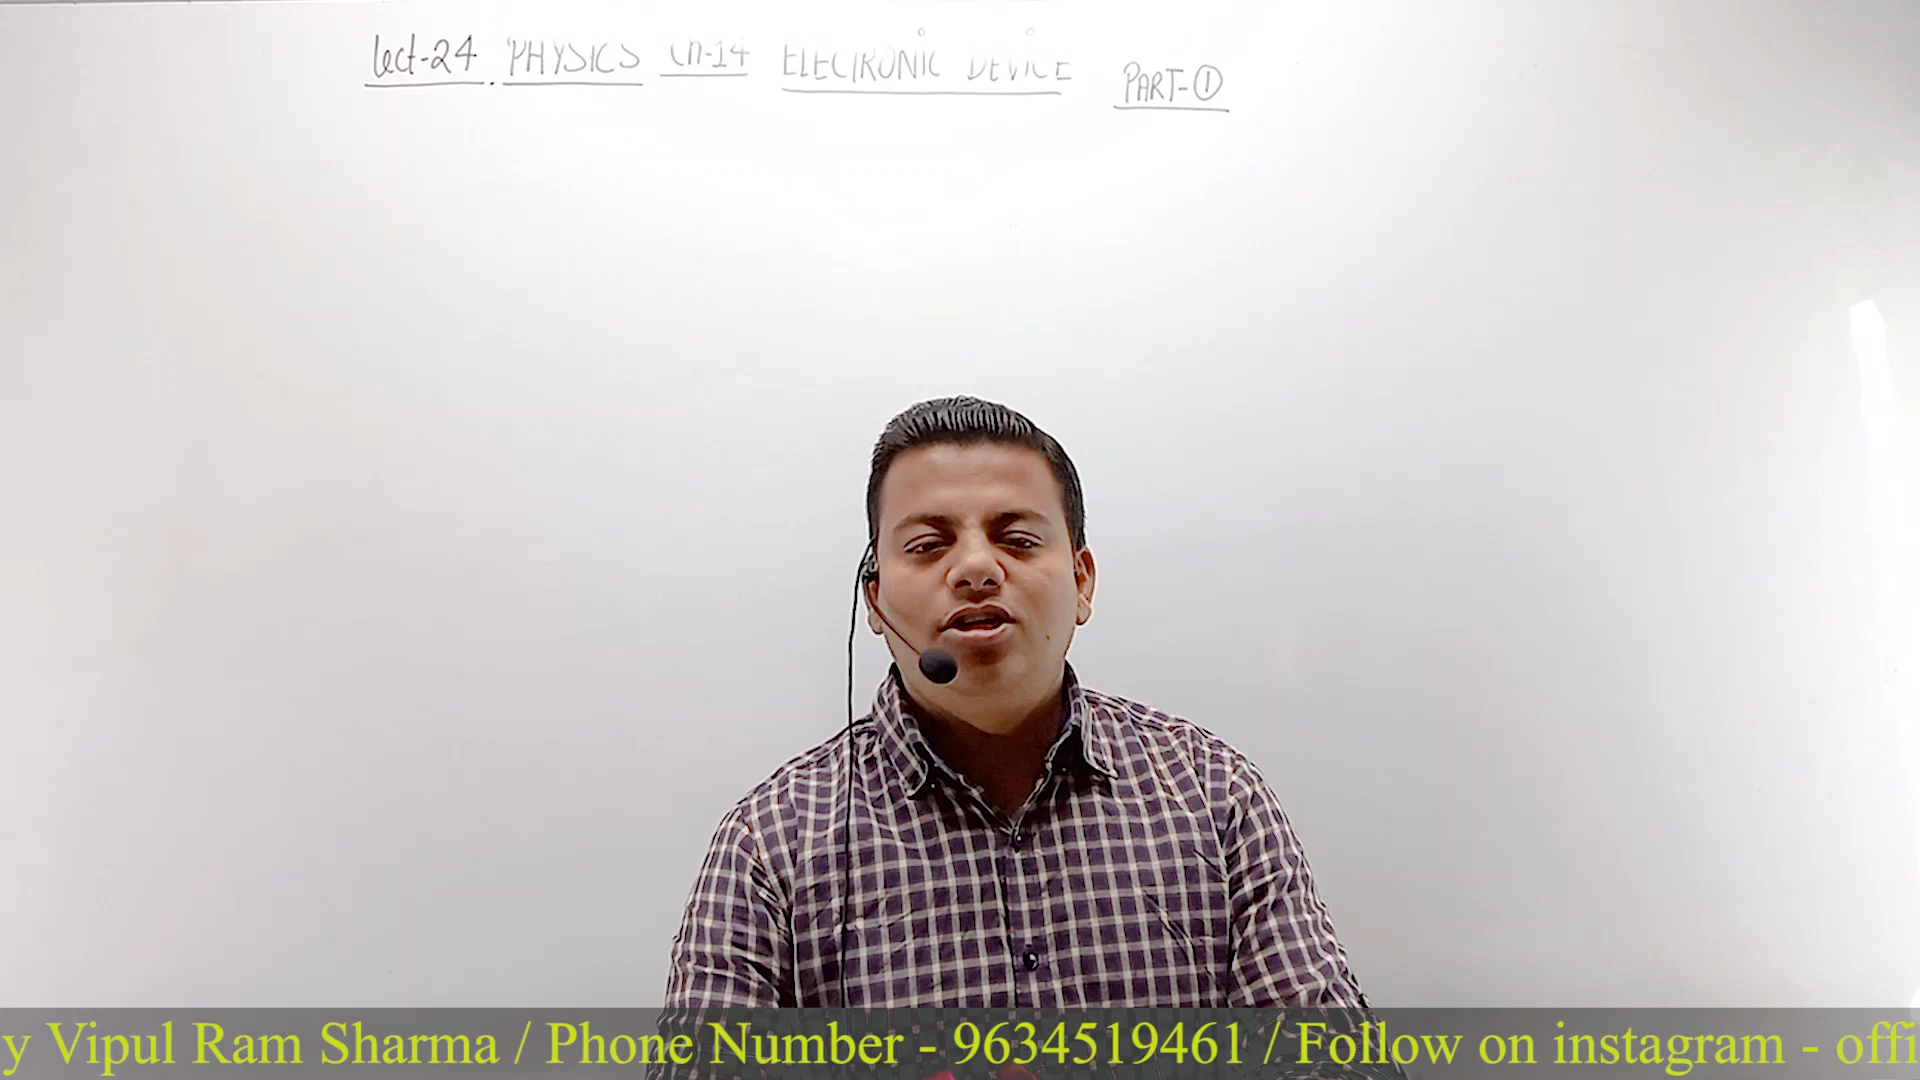 Lect-24. PHYSICS Ch-14 ELECTRONIC DEVICE PART-①
y Vipul Ram Sharma / Phone Number - 9634519461 / Follow on instagram - offi